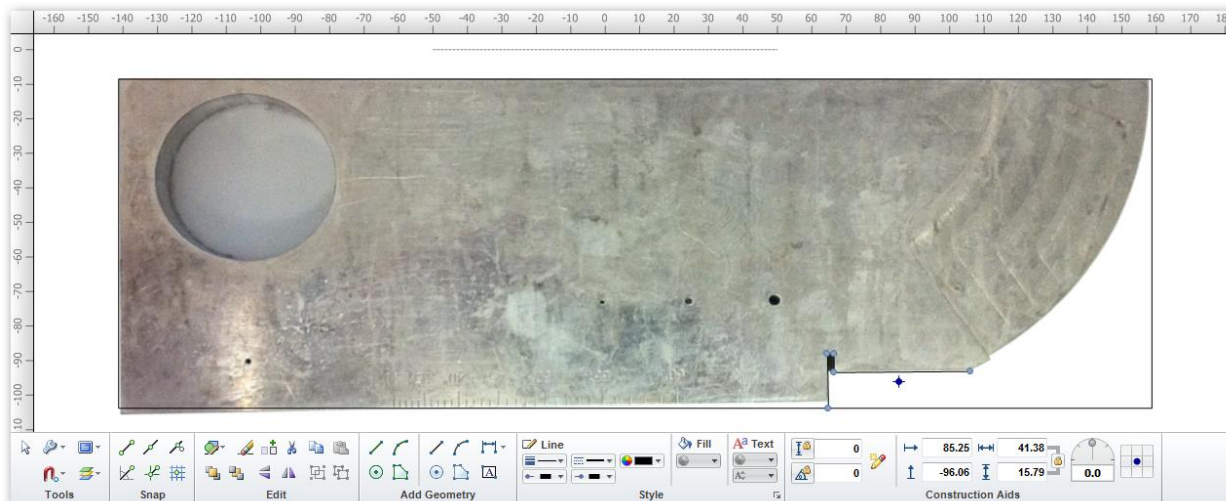 -160 -150 -140 -130 -120 -110 -100 -90 -80 -70 -60 -50 -40 -30 -20 -10 0 10 20 30 40 50 60 70 80 90 100 110 120 130 140 150 160 170
0
-10
-20
-30
-40
-50
-60
-70
-80
-90
-100
Line Fill Aa Text 0 85.25 41.38
A A
0 -96.06 15.79 0.0
Tools Snap Edit Add Geometry Style Construction Aids